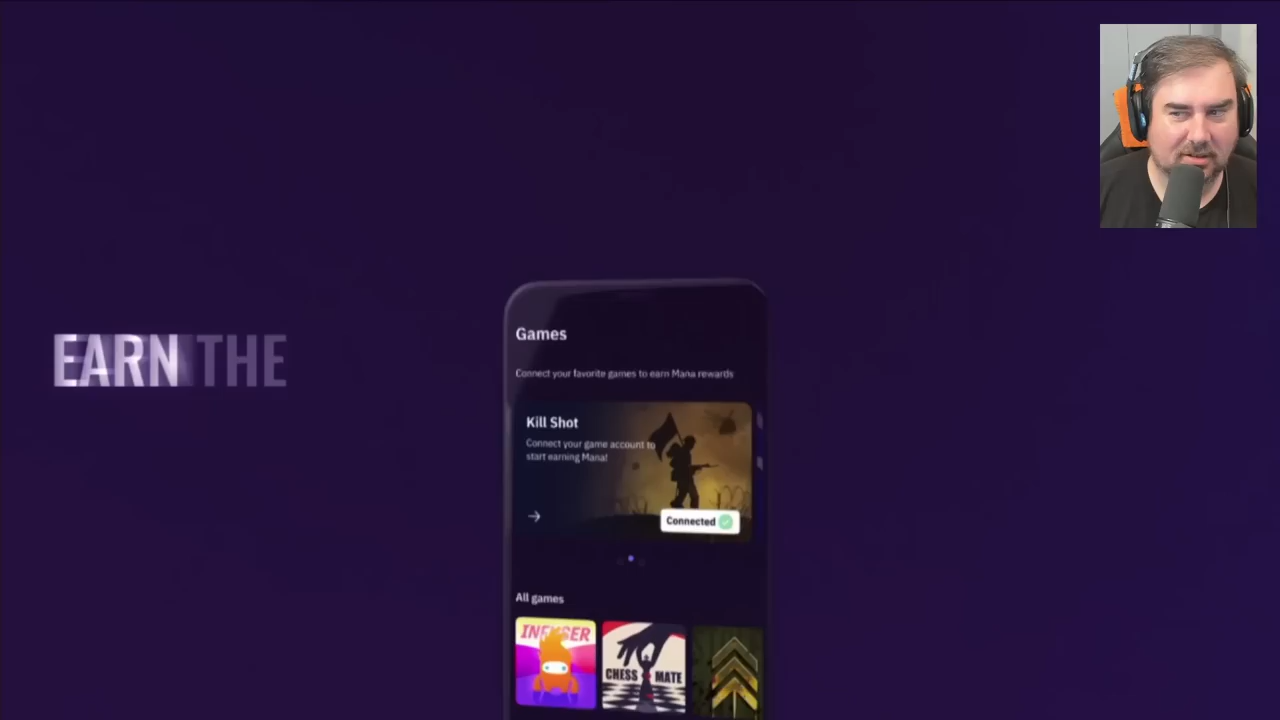 EARN THE
Games
Connect your favorite games to earn Mana rewards
Kill Shot
Connect your game account to
start earning Mana!
Connected
All games
CHESS MATE